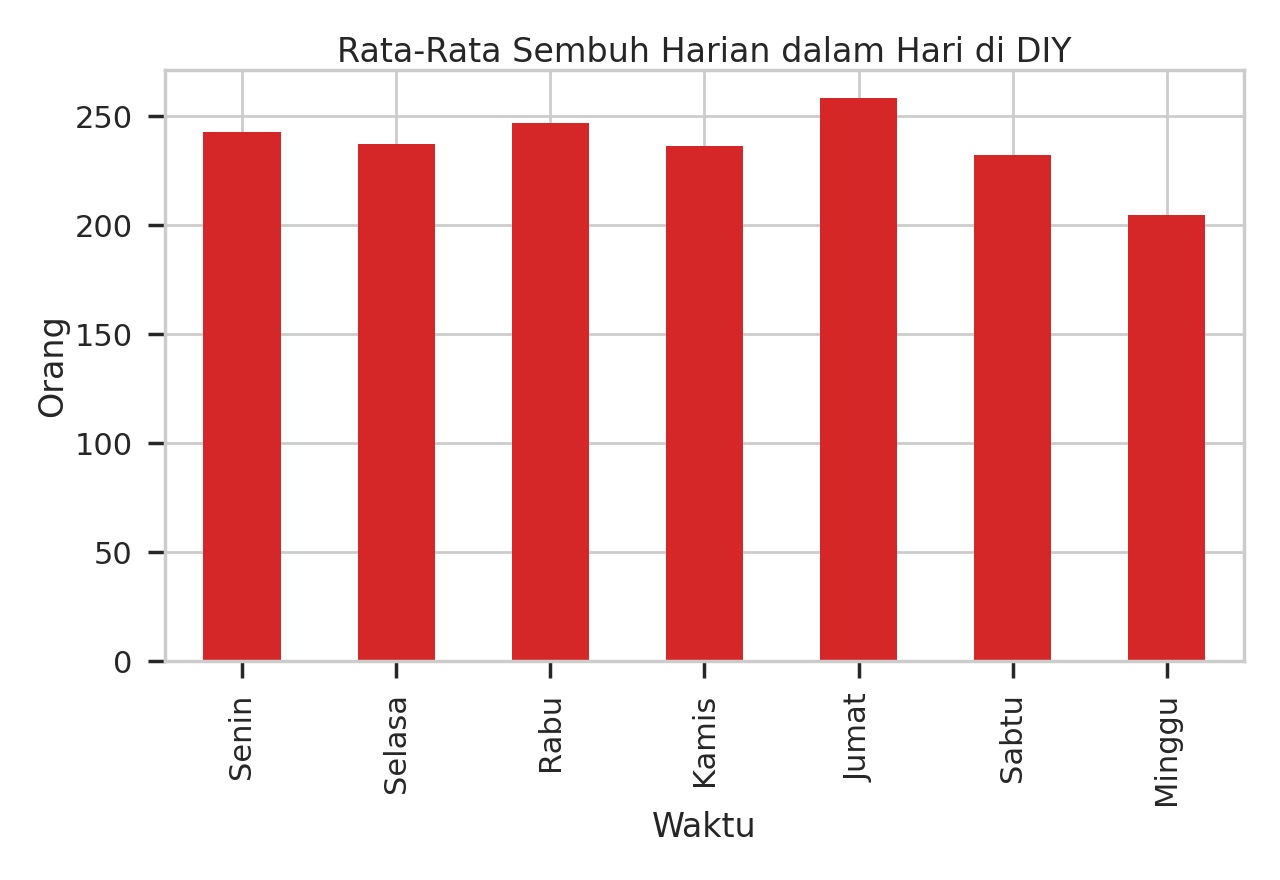 Rata-Rata Sembuh Harian dalam Hari di DIY
250
200
150
100
50
0
Orang
Senin
Selasa
Rabu
Kamis
Jumat
Sabtu
Minggu
Waktu